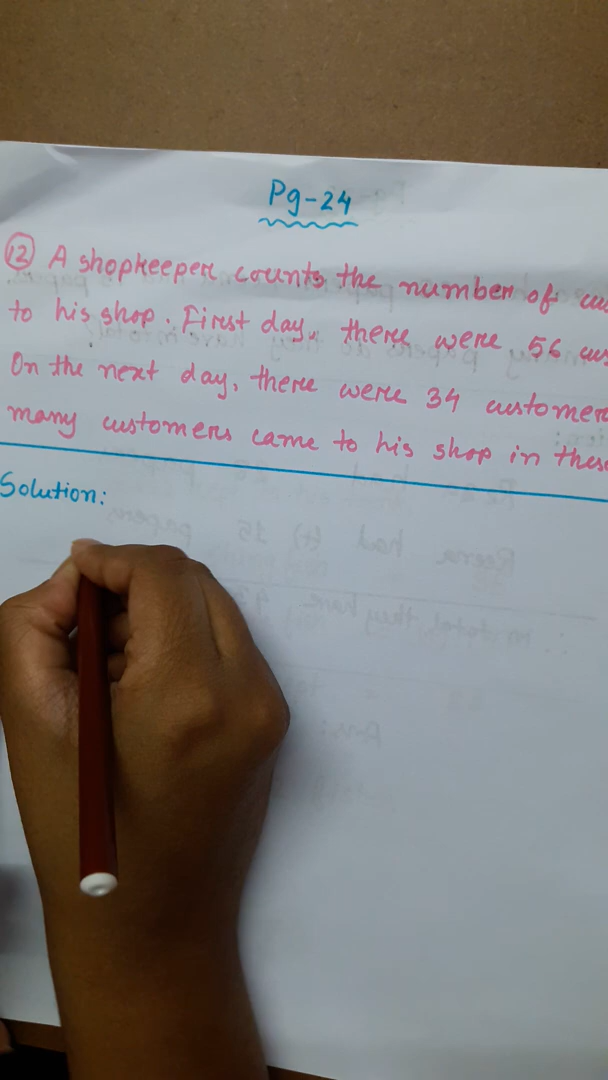 Pg-24
12 A shopkeeper counts the number of
to his shop. First day, there were 56
On the next day, there were 34 customers
many customers came to his shop in these
Solution: